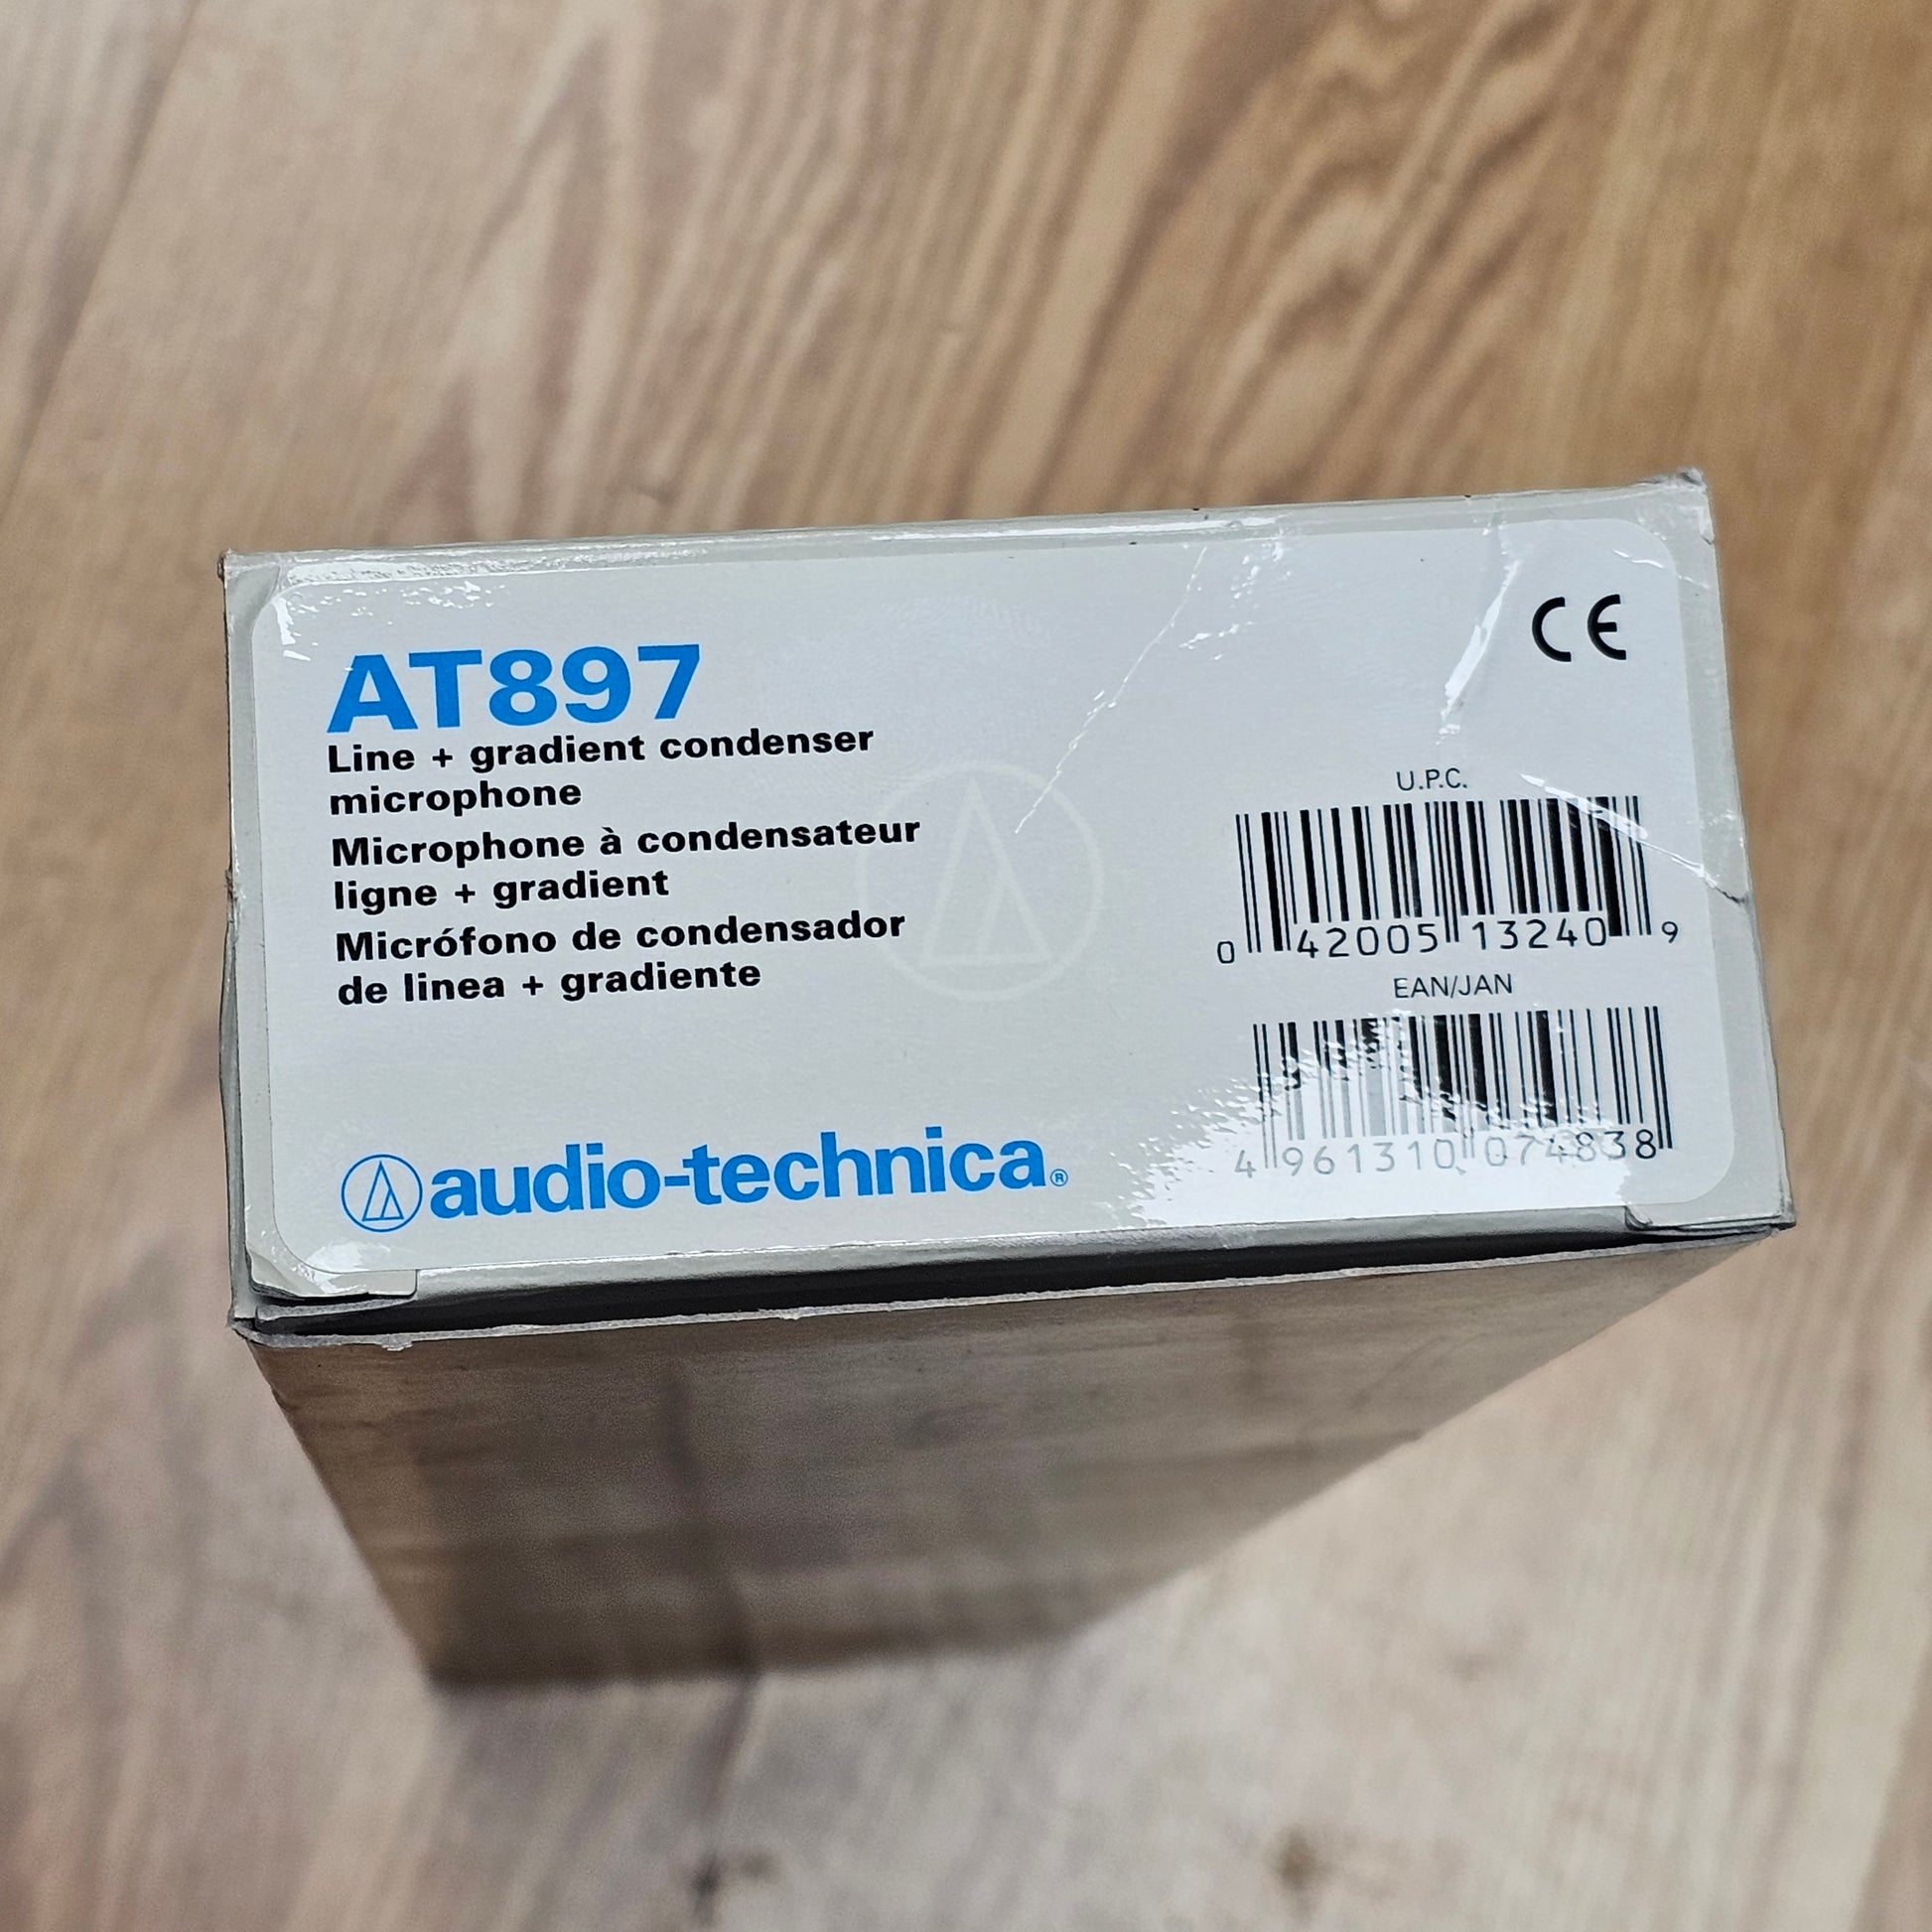 AT897
Line + gradient condenser
microphone
Microphone à condensateur
ligne + gradient
Micrófono de condensador
de linea + gradiente
audio-technica®
CE
U.P.C.
0 42005 13240 9
EAN/JAN
4 961310 074838